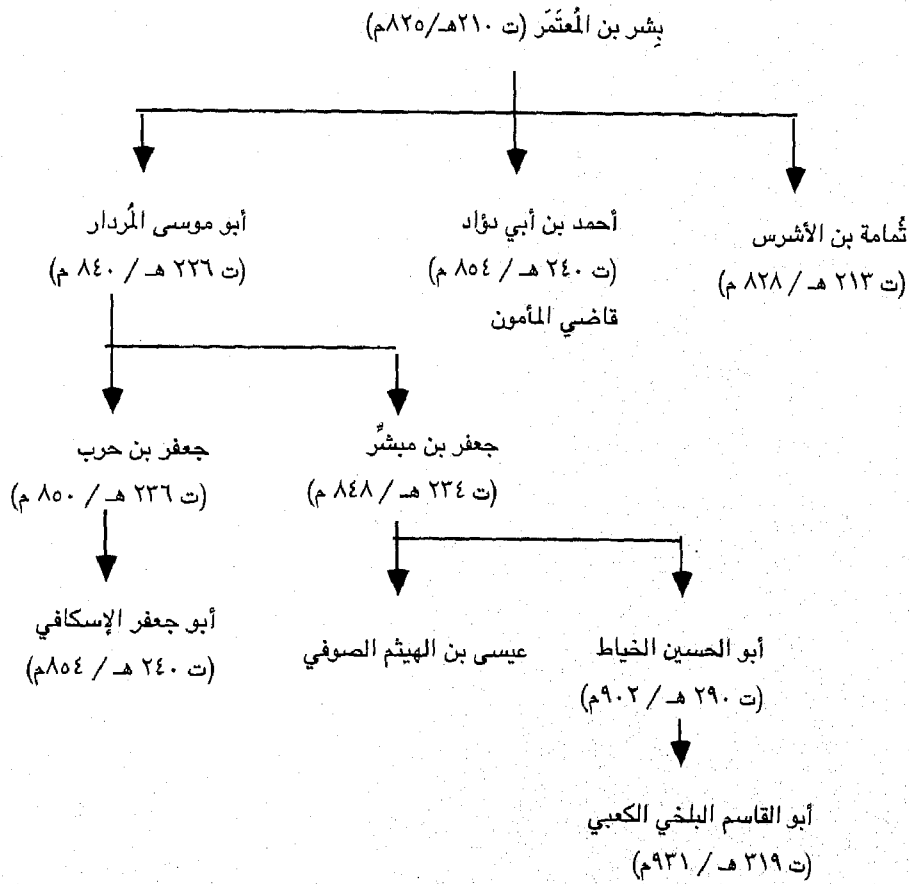 بِشر بن المُعتَمَر (ت ٢١٠هـ/٨٢٥م)
ثُمامة بن الأشرس
(ت ٢١٣ هـ / ٨٢٨ م)
أحمد بن أبي دؤاد
(ت ٢٤٠ هـ / ٨٥٤ م)
قاضي المأمون
أبو موسى المُردار
(ت ٢٢٦ هـ / ٨٤٠ م)
جعفر بن مبشِّر
(ت ٢٣٤ هـ / ٨٤٨ م)
جعفر بن حرب
(ت ٢٣٦ هـ / ٨٥٠ م)
أبو الحسين الخياط
(ت ٢٩٠ هـ / ٩٠٢م)
عيسى بن الهيثم الصوفي
أبو جعفر الإسكافي
(ت ٢٤٠ هـ / ٨٥٤م)
أبو القاسم البلخي الكعبي
(ت ٣١٩ هـ / ٩٣١م)